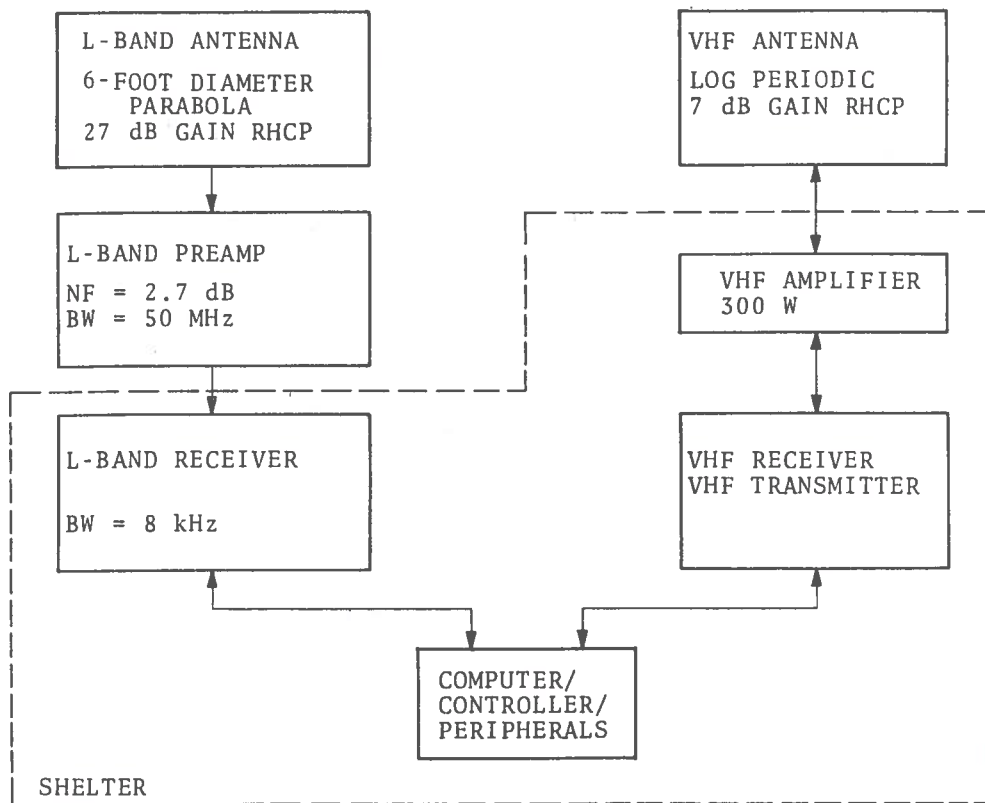 L-BAND ANTENNA
6-FOOT DIAMETER
PARABOLA
27 dB GAIN RHCP
VHF ANTENNA
LOG PERIODIC
7 dB GAIN RHCP
L-BAND PREAMP
NF = 2.7 dB
BW = 50 MHz
VHF AMPLIFIER
300 W
L-BAND RECEIVER
BW = 8 kHz
VHF RECEIVER
VHF TRANSMITTER
COMPUTER/
CONTROLLER/
PERIPHERALS
SHELTER